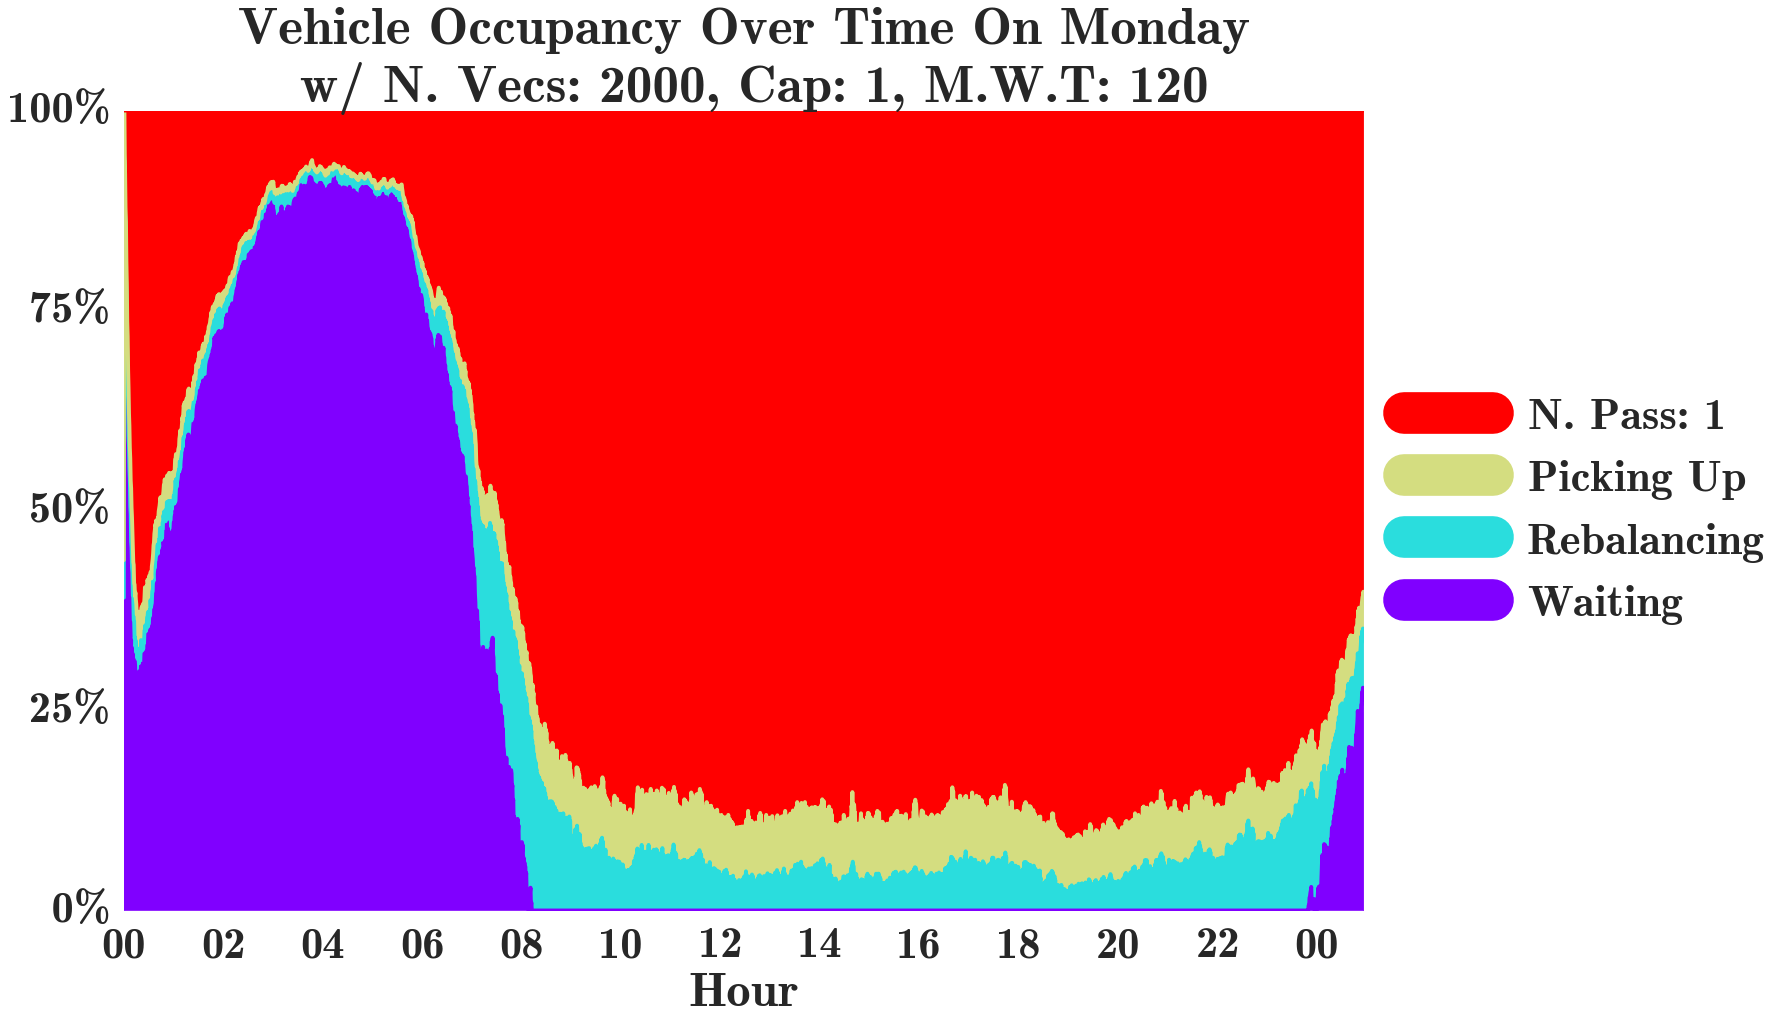 Vehicle Occupancy Over Time On Monday
w/ N. Vecs: 2000, Cap: 1, M.W.T: 120
100%
75%
50%
25%
0%
00 02 04 06 08 10 12 14 16 18 20 22 00
Hour
N. Pass: 1
Picking Up
Rebalancing
Waiting